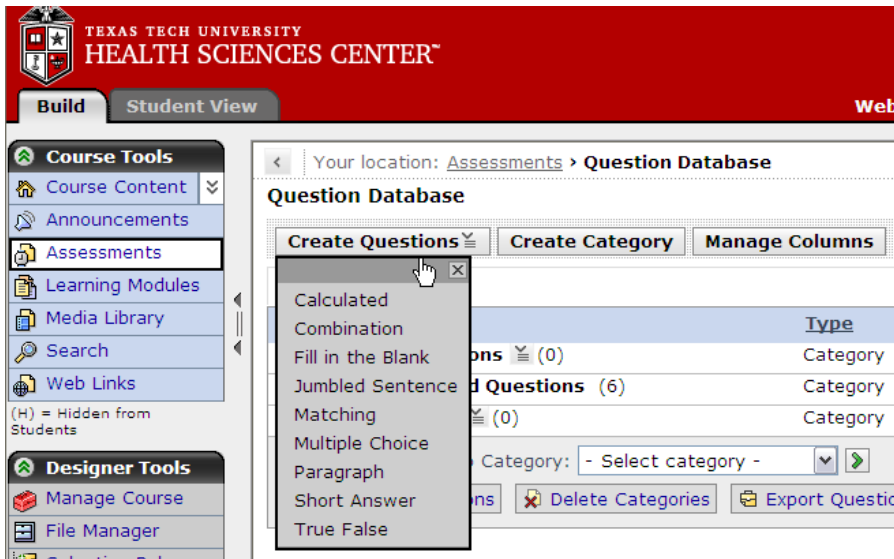 TEXAS TECH UNIVERSITY
HEALTH SCIENCES CENTER™
Build
Student View
Web
Course Tools
Course Content
Announcements
Assessments
Learning Modules
Media Library
Search
Web Links
(H) = Hidden from
Students
Designer Tools
Manage Course
File Manager
Your location: Assessments › Question Database
Question Database
Create Questions
Create Category
Manage Columns
Calculated
Combination
Fill in the Blank
Jumbled Sentence
Matching
Multiple Choice
Paragraph
Short Answer
True False
Type
ons (0) Category
d Questions (6) Category
(0) Category
Category: - Select category -
ns Delete Categories Export Questio